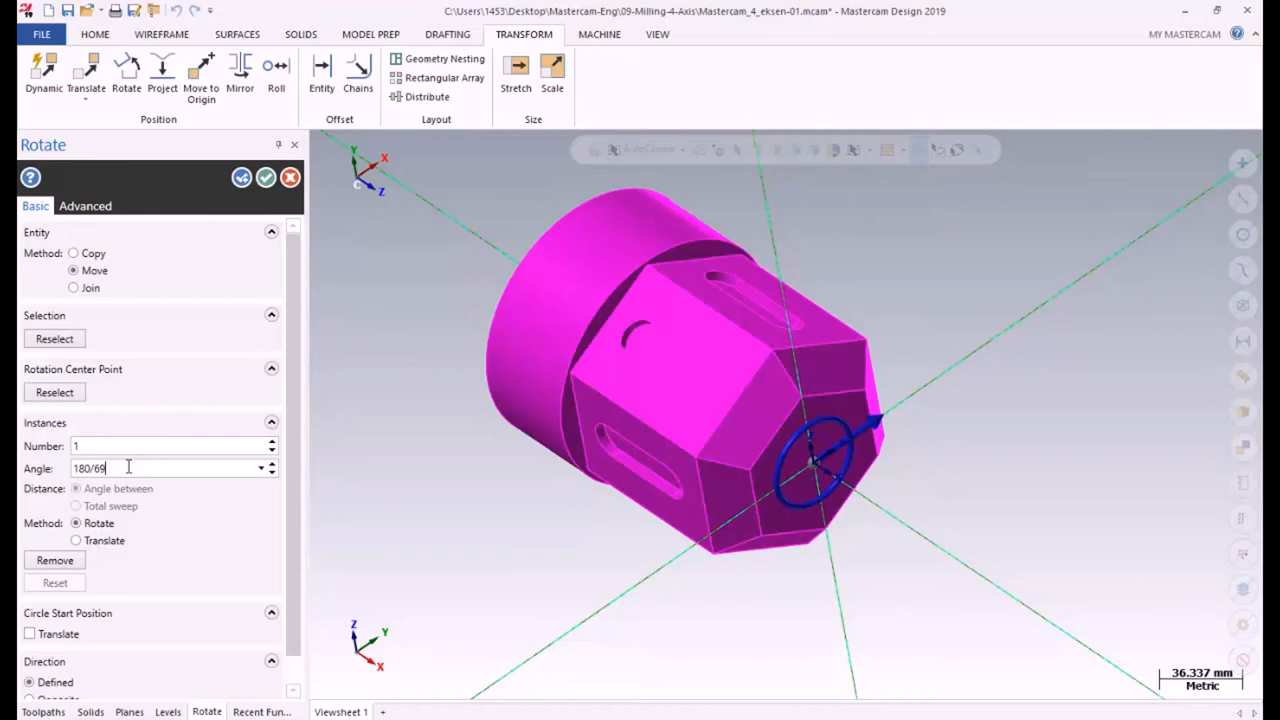 C:\Users\1453\Desktop\Mastercam-Eng\09-Milling-4-Axis\Mastercam_4_eksen-01.mcam* - Mastercam Design 2019
FILE HOME WIREFRAME SURFACES SOLIDS MODEL PREP DRAFTING TRANSFORM MACHINE VIEW MY MASTERCAM
Dynamic Translate Rotate Project Move to Origin Mirror Roll
Position
Entity Chains
Offset
Geometry Nesting
Rectangular Array
Distribute
Layout
Stretch Scale
Size
Rotate
Basic Advanced
Entity
Method: Copy
Move
Join
Selection
Reselect
Rotation Center Point
Reselect
Instances
Number: 1
Angle: 180/69
Distance: Angle between
Total sweep
Method: Rotate
Translate
Remove
Reset
Circle Start Position
Translate
Direction
Defined
Toolpaths Solids Planes Levels Rotate Recent Fun...
AutoCursor
Y
X
C
Z
Z
Y
X
36.337 mm
Metric
Viewsheet 1 +